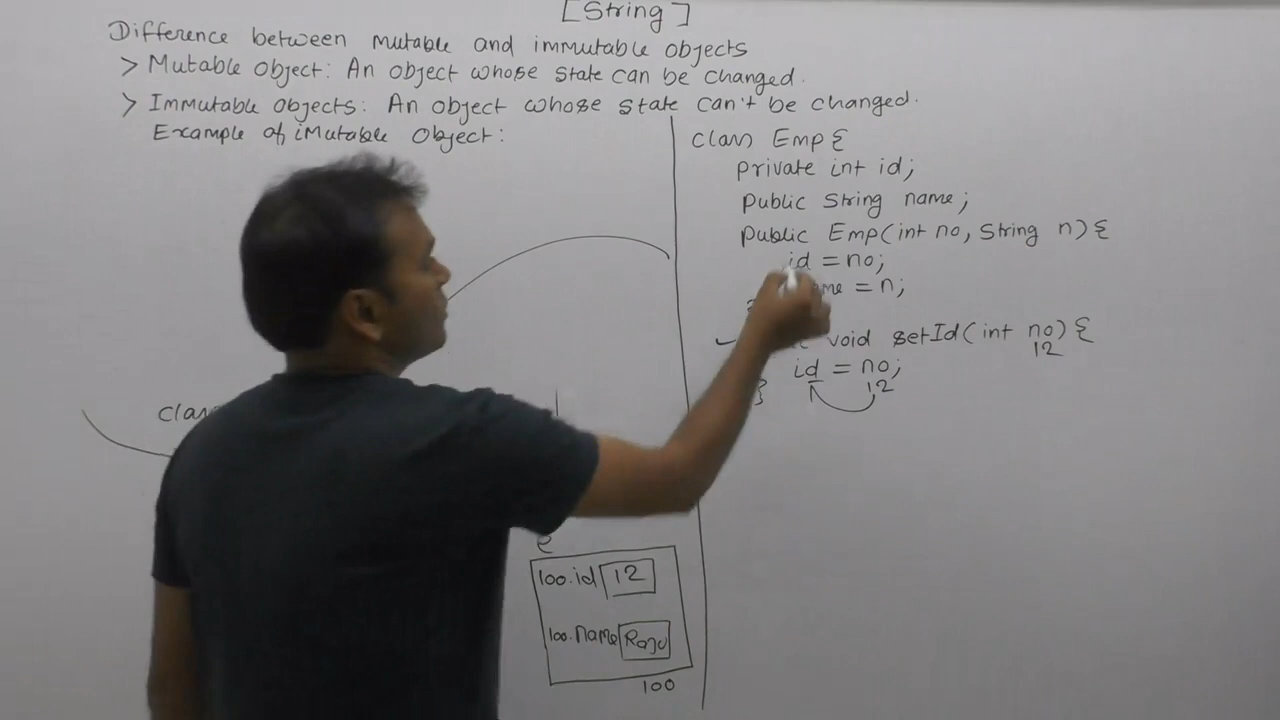 [String]
Difference between mutable and immutable objects
> Mutable object: An object whose state can be changed.
> Immutable objects: An object whose state can't be changed.
Example of iMutable object:
class Emp{
private int id;
public String name;
public Emp(int no, String n){
id = no;
= n;
}
void setId(int no){
12
id = no;
12
}
e
100.id 12
100.name Raju
100